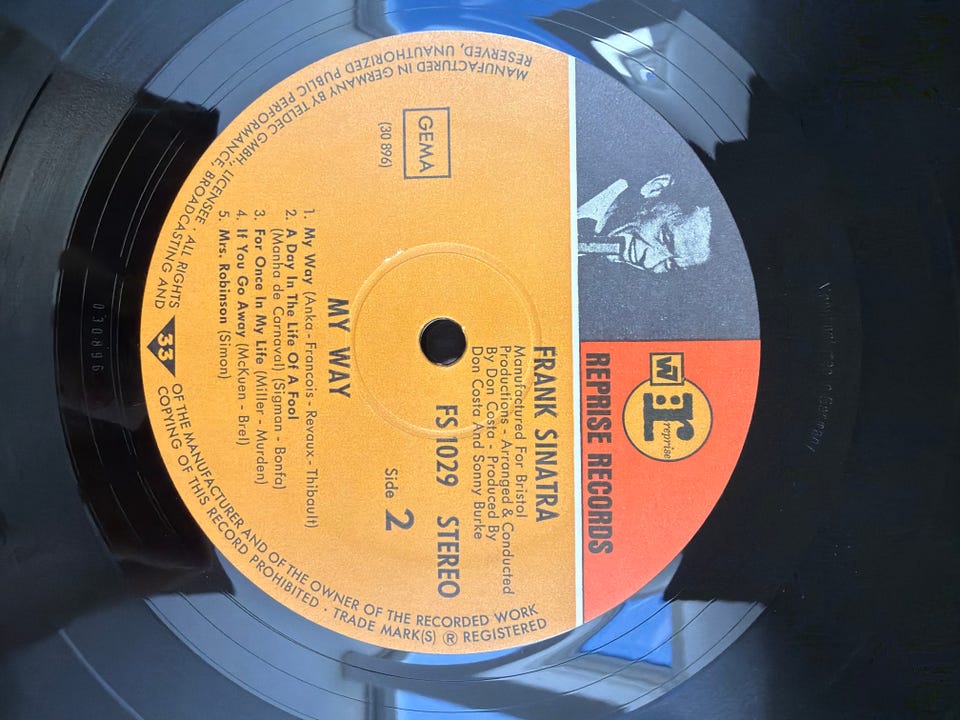 W
:r
reprise
REPRISE RECORDS
FRANK SINATRA
Manufactured For Bristol
Productions - Arranged & Conducted
By Don Costa - Produced By
Don Costa And Sonny Burke
GEMA
(30 896)
FS 1029 STEREO
Side 2
MY WAY
1. My Way (Anka - Francois - Revaux - Thibault)
2. A Day In The Life Of A Fool
(Manha de Carnaval) (Sigman - Bonfa)
3. For Once In My Life (Miller - Murden)
4. If You Go Away (McKuen - Brel)
5. Mrs. Robinson (Simon)
33
MANUFACTURED IN GERMANY BY TELDEC GMBH., LICENSEE · ALL RIGHTS OF THE MANUFACTURER AND OF THE OWNER OF THE RECORDED WORK
RESERVED, UNAUTHORIZED PUBLIC PERFORMANCE, BROADCASTING AND COPYING OF THIS RECORD PROHIBITED · TRADE MARK(S) ® REGISTERED
030896